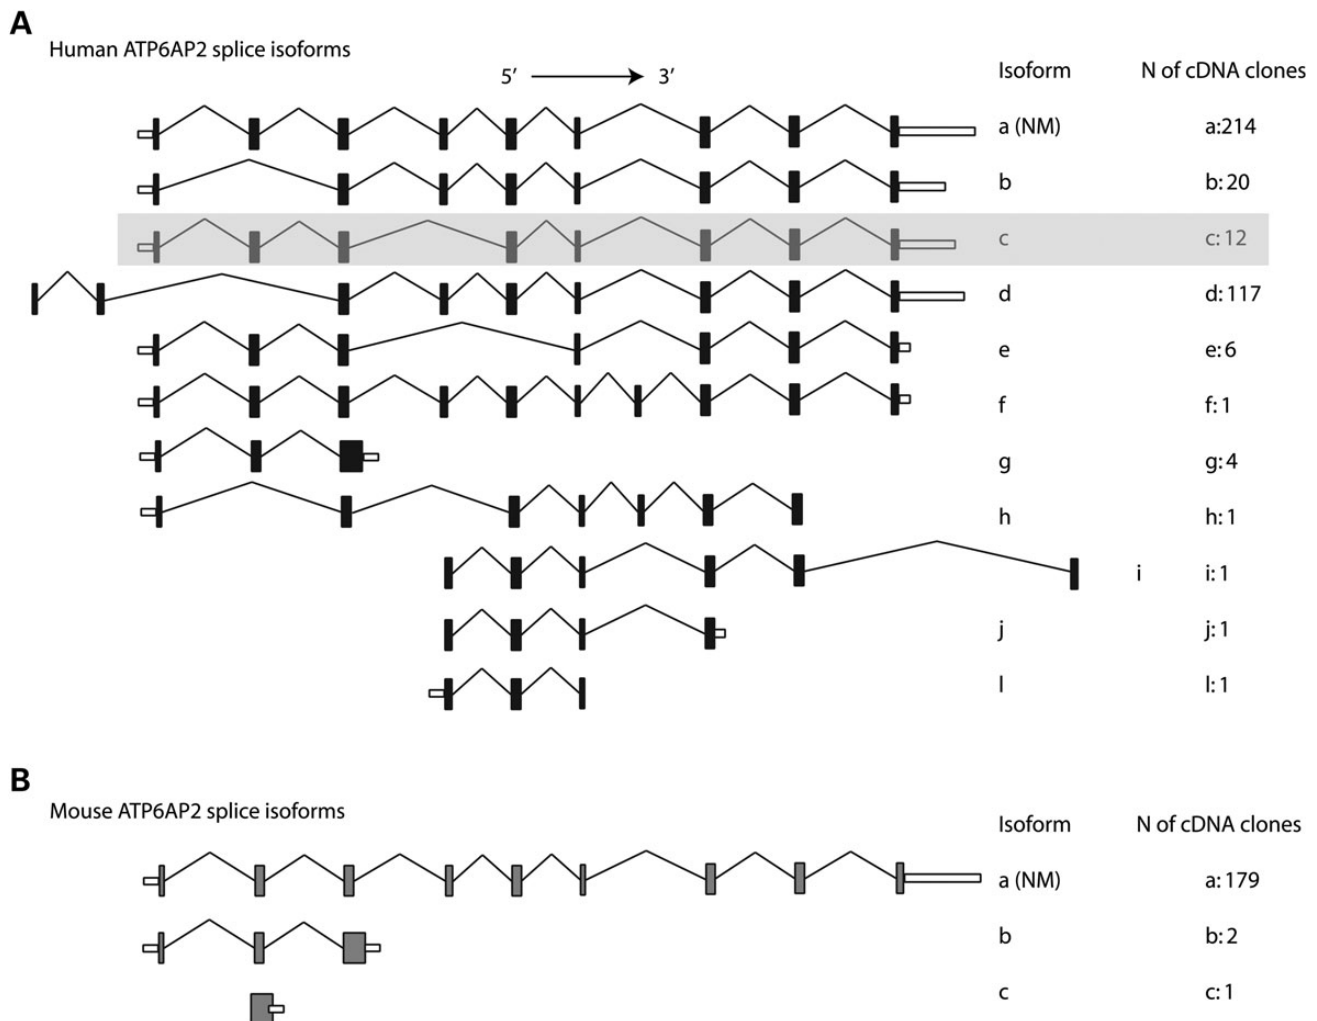 A
Human ATP6AP2 splice isoforms
5′ 3′
Isoform N of cDNA clones
a (NM) a:214
b b:20
c c:12
d d:117
e e:6
f f:1
g g:4
h h:1
i i:1
j j:1
l l:1
B
Mouse ATP6AP2 splice isoforms
Isoform N of cDNA clones
a (NM) a:179
b b:2
c c:1